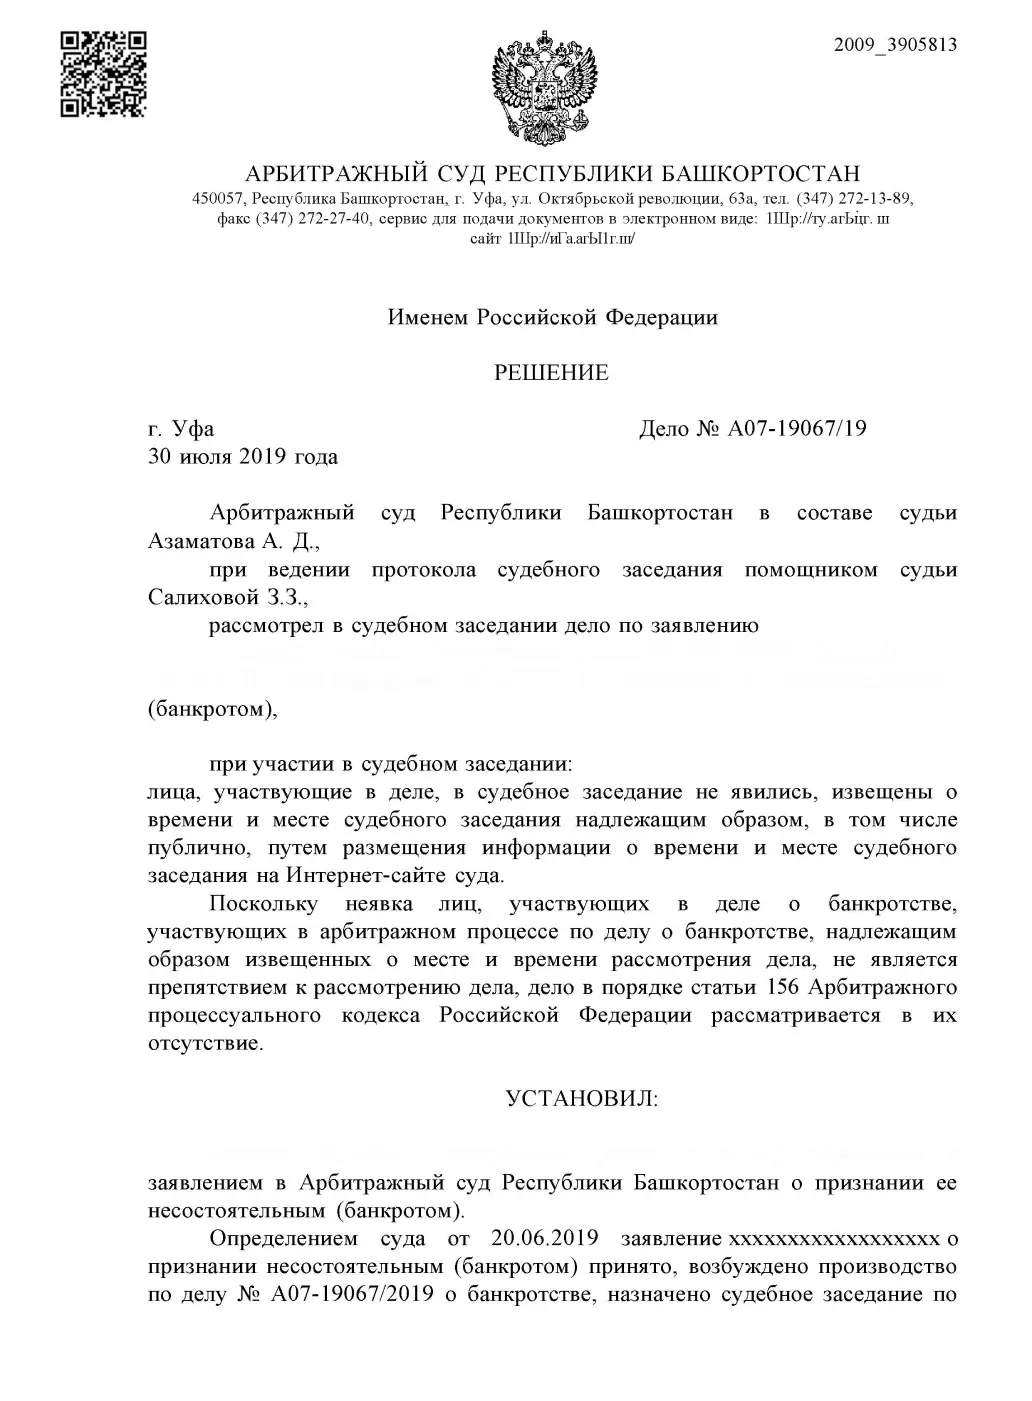 2009_3905813
АРБИТРАЖНЫЙ СУД РЕСПУБЛИКИ БАШКОРТОСТАН
450057, Республика Башкортостан, г. Уфа, ул. Октябрьской революции, 63а, тел. (347) 272-13-89,
факс (347) 272-27-40, сервис для подачи документов в электронном виде: 1Шр://ту.агЫ̇цг. ш
сайт 1Шр://иГа.агЫ1г.ш/
Именем Российской Федерации
РЕШЕНИЕ
г. Уфа Дело № А07-19067/19
30 июля 2019 года
Арбитражный суд Республики Башкортостан в составе судьи
Азаматова А. Д.,
при ведении протокола судебного заседания помощником судьи
Салиховой З.З.,
рассмотрел в судебном заседании дело по заявлению
(банкротом),
при участии в судебном заседании:
лица, участвующие в деле, в судебное заседание не явились, извещены о
времени и месте судебного заседания надлежащим образом, в том числе
публично, путем размещения информации о времени и месте судебного
заседания на Интернет-сайте суда.
Поскольку неявка лиц, участвующих в деле о банкротстве,
участвующих в арбитражном процессе по делу о банкротстве, надлежащим
образом извещенных о месте и времени рассмотрения дела, не является
препятствием к рассмотрению дела, дело в порядке статьи 156 Арбитражного
процессуального кодекса Российской Федерации рассматривается в их
отсутствие.
УСТАНОВИЛ:
заявлением в Арбитражный суд Республики Башкортостан о признании ее
несостоятельным (банкротом).
Определением суда от 20.06.2019 заявление хххххххххххххххххх о
признании несостоятельным (банкротом) принято, возбуждено производство
по делу № А07-19067/2019 о банкротстве, назначено судебное заседание по